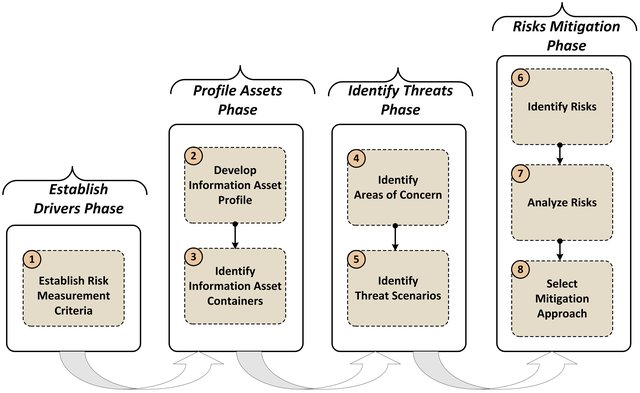 Establish
Drivers Phase
1
Establish Risk
Measurement
Criteria
Profile Assets
Phase
2
Develop
Information Asset
Profile
3
Identify
Information Asset
Containers
Identify Threats
Phase
4
Identify
Areas of Concern
5
Identify
Threat Scenarios
Risks Mitigation
Phase
6
Identify Risks
7
Analyze Risks
8
Select
Mitigation
Approach